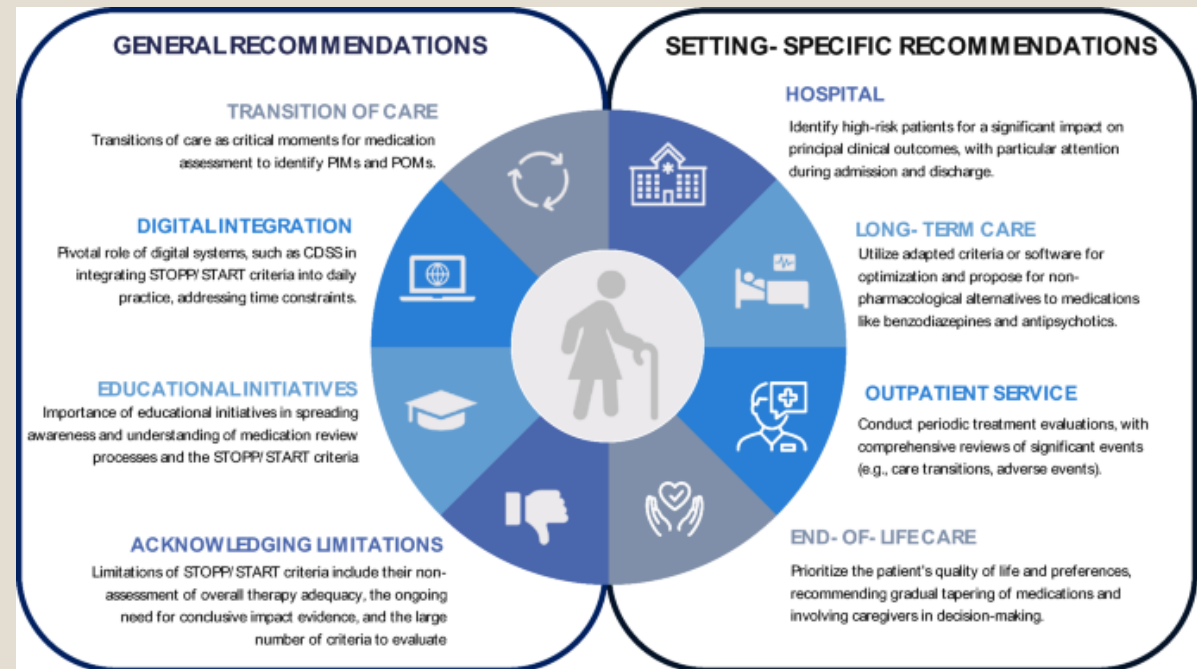 GENERAL RECOMMENDATIONS
TRANSITION OF CARE
Transitions of care as critical moments for medication
assessment to identify PIMs and POMs.
DIGITAL INTEGRATION
Pivotal role of digital systems, such as CDSS in
integrating STOPP/ START criteria into daily
practice, addressing time constraints.
EDUCATIONAL INITIATIVES
Importance of educational initiatives in spreading
awareness and understanding of medication review
processes and the STOPP/ START criteria
ACKNOWLEDGING LIMITATIONS
Limitations of STOPP/ START criteria include their non-
assessment of overall therapy adequacy, the ongoing
need for conclusive impact evidence, and the large
number of criteria to evaluate
SETTING- SPECIFIC RECOMMENDATIONS
HOSPITAL
Identify high-risk patients for a significant impact on
principal clinical outcomes, with particular attention
during admission and discharge.
LONG- TERM CARE
Utilize adapted criteria or software for
optimization and propose for non-
pharmacological alternatives to medications
like benzodiazepines and antipsychotics.
OUTPATIENT SERVICE
Conduct periodic treatment evaluations, with
comprehensive reviews of significant events
(e.g., care transitions, adverse events).
END- OF- LIFE CARE
Prioritize the patient's quality of life and preferences,
recommending gradual tapering of medications and
involving caregivers in decision-making.